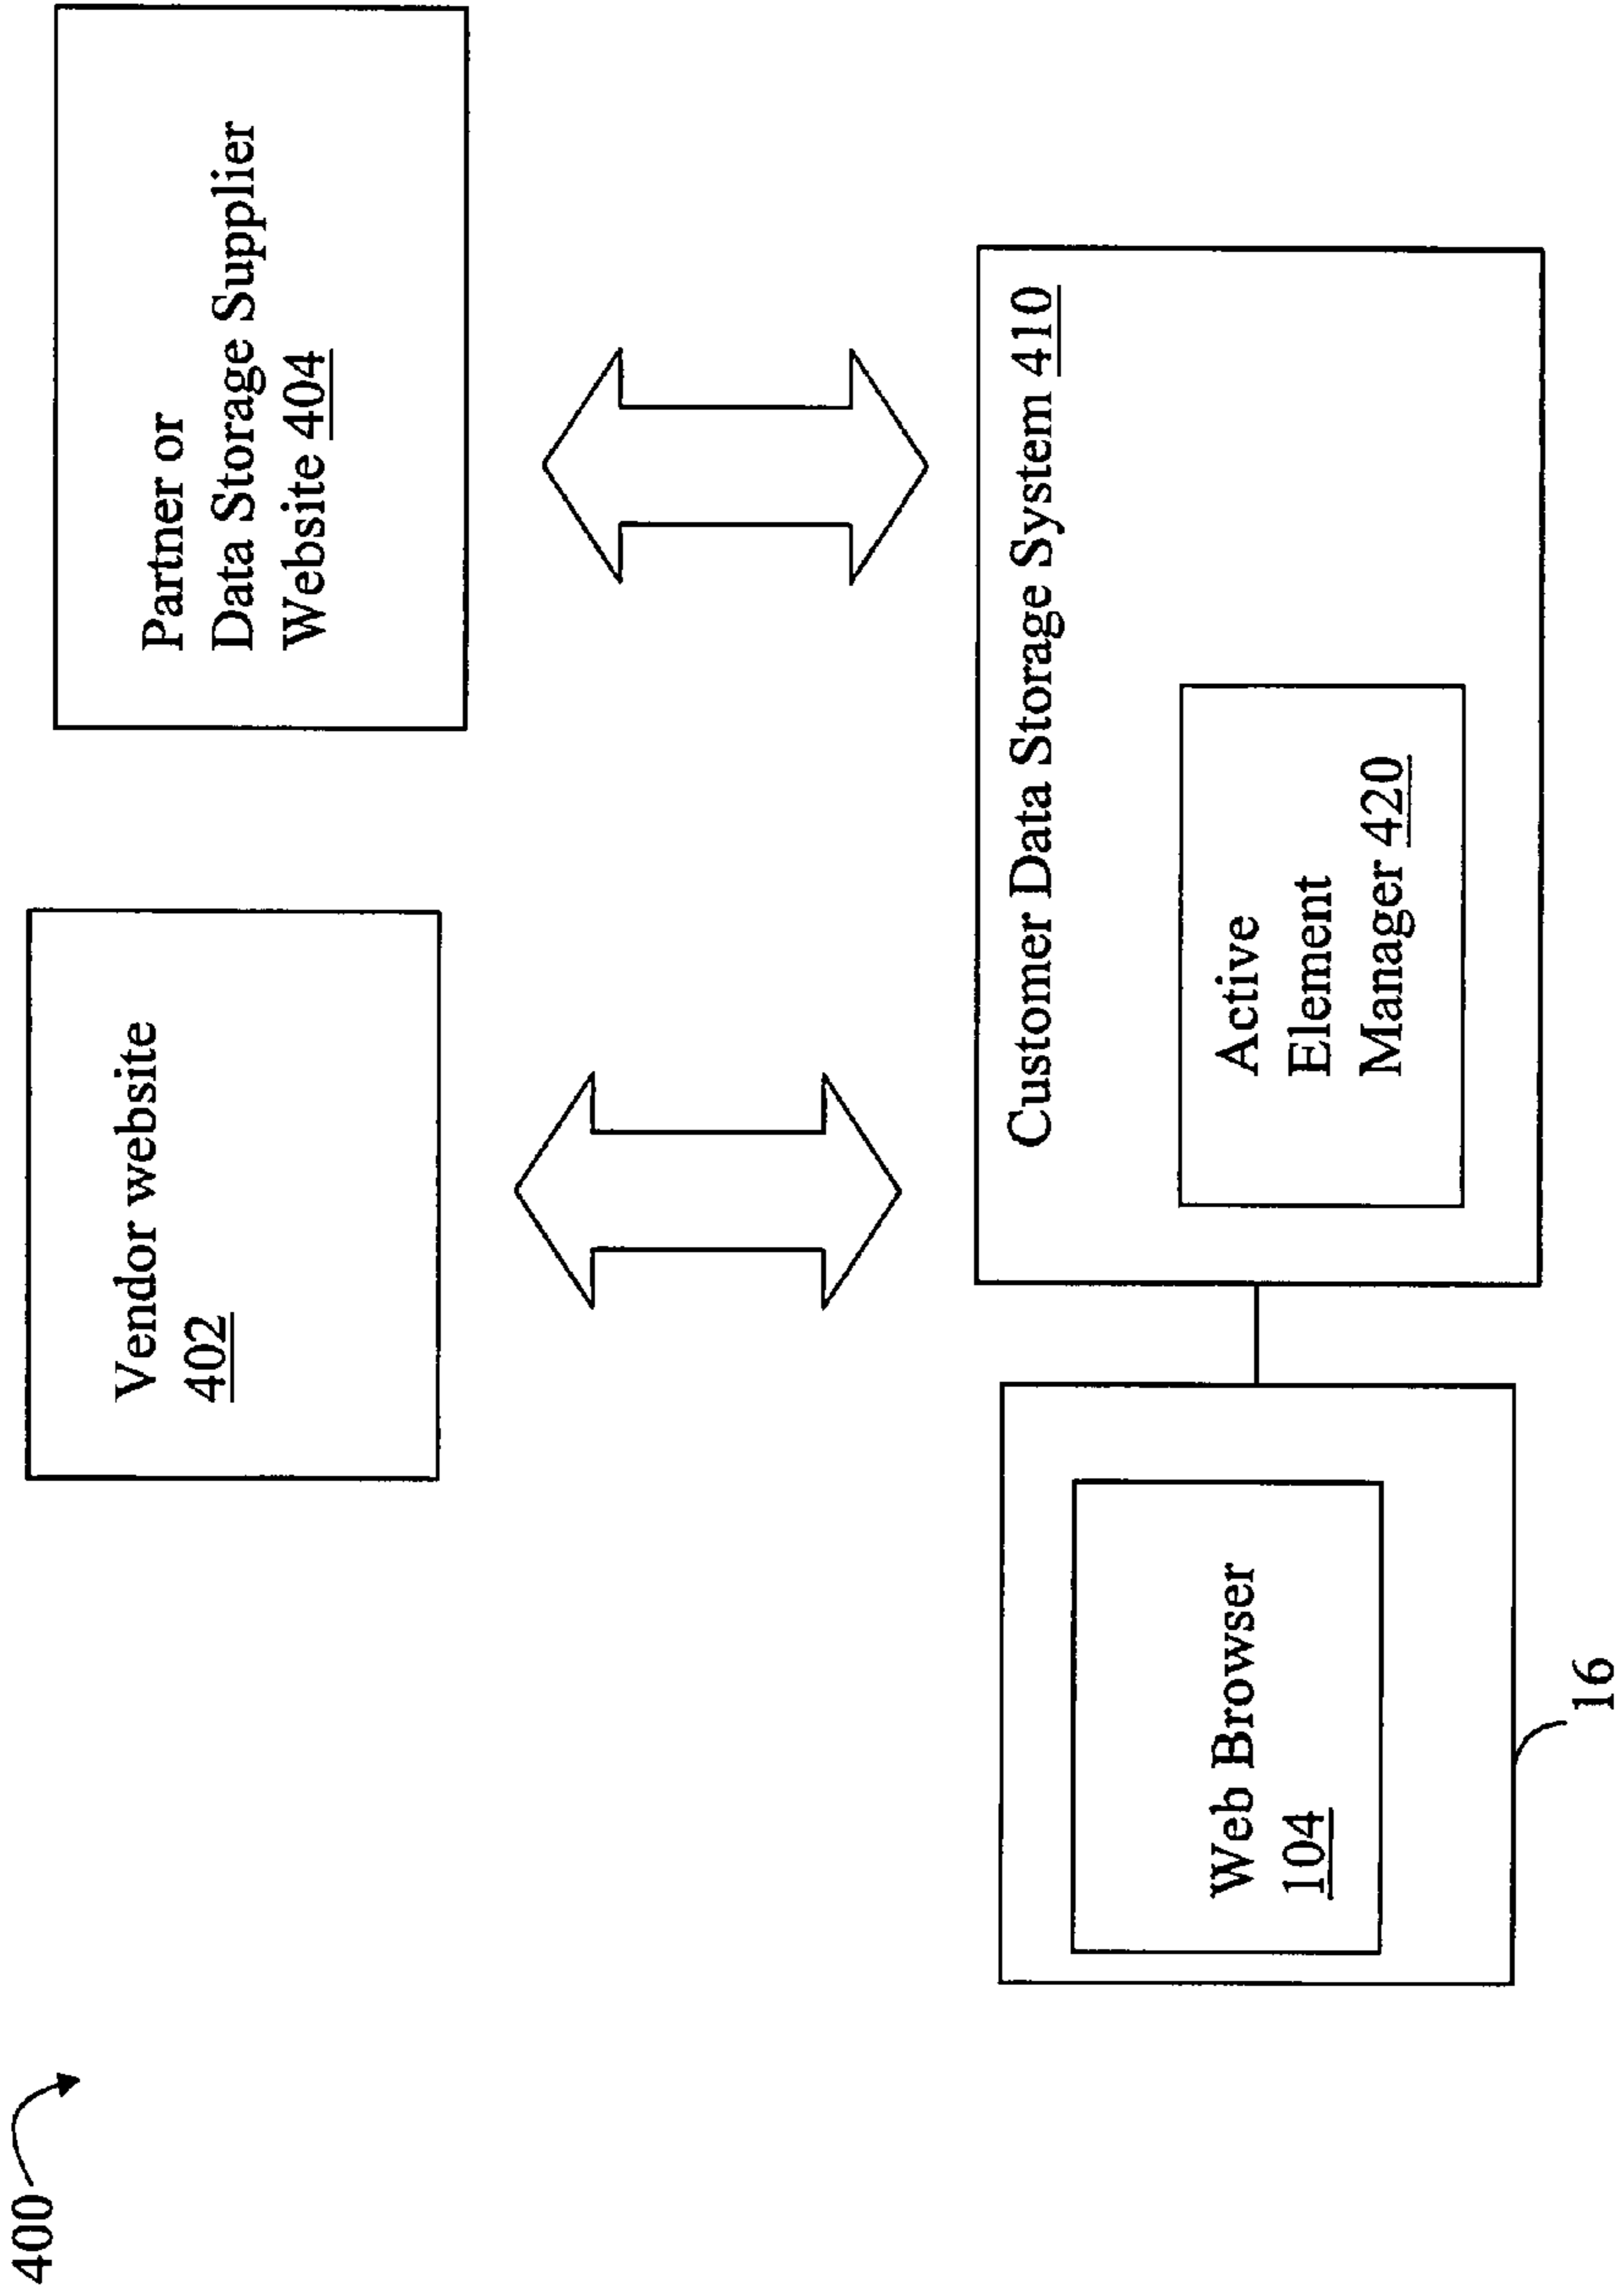 400
Vendor website
402
Partner or
Data Storage Supplier
Website 404
Customer Data Storage System 410
Active
Element
Manager 420
Web Browser
104
16